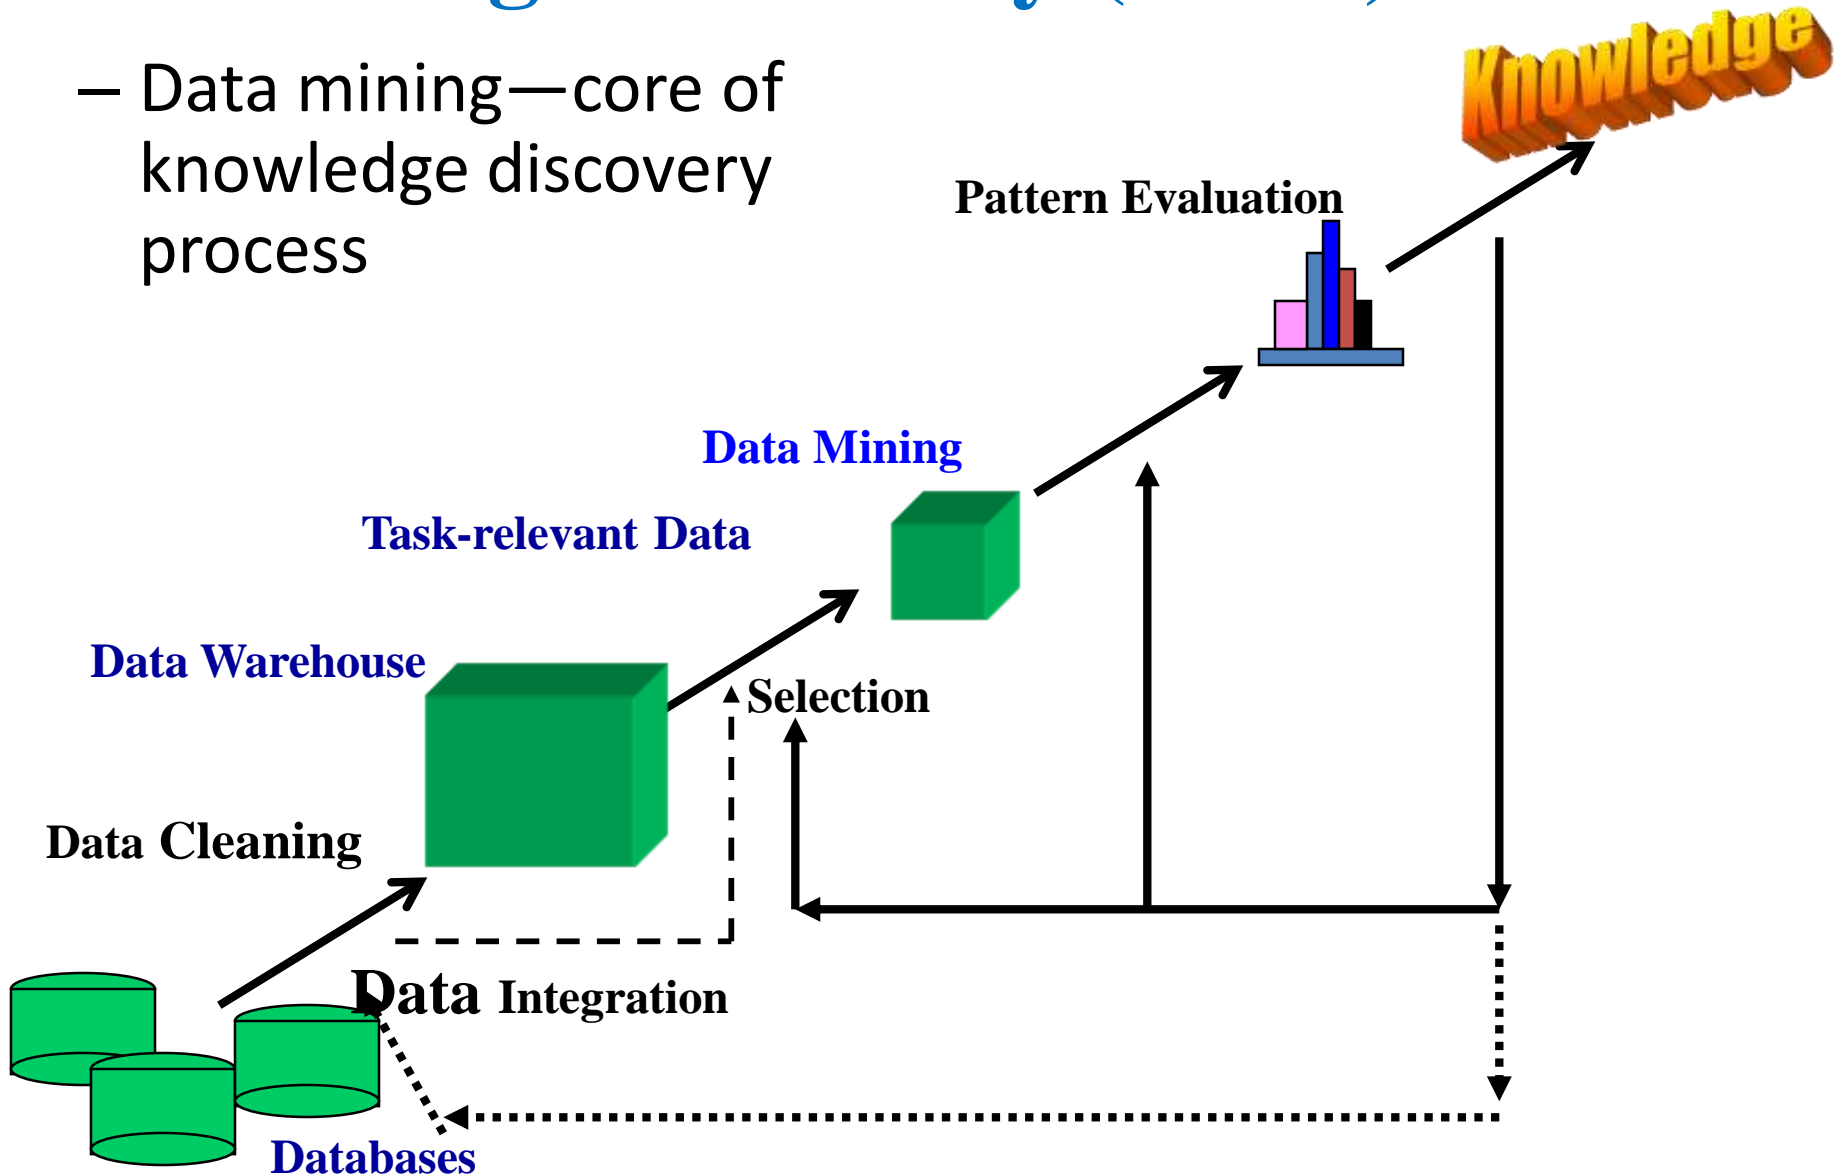 – Data mining—core of
knowledge discovery
process
Knowledge
Pattern Evaluation
Data Mining
Task-relevant Data
Data Warehouse
Selection
Data Cleaning
Data Integration
Databases